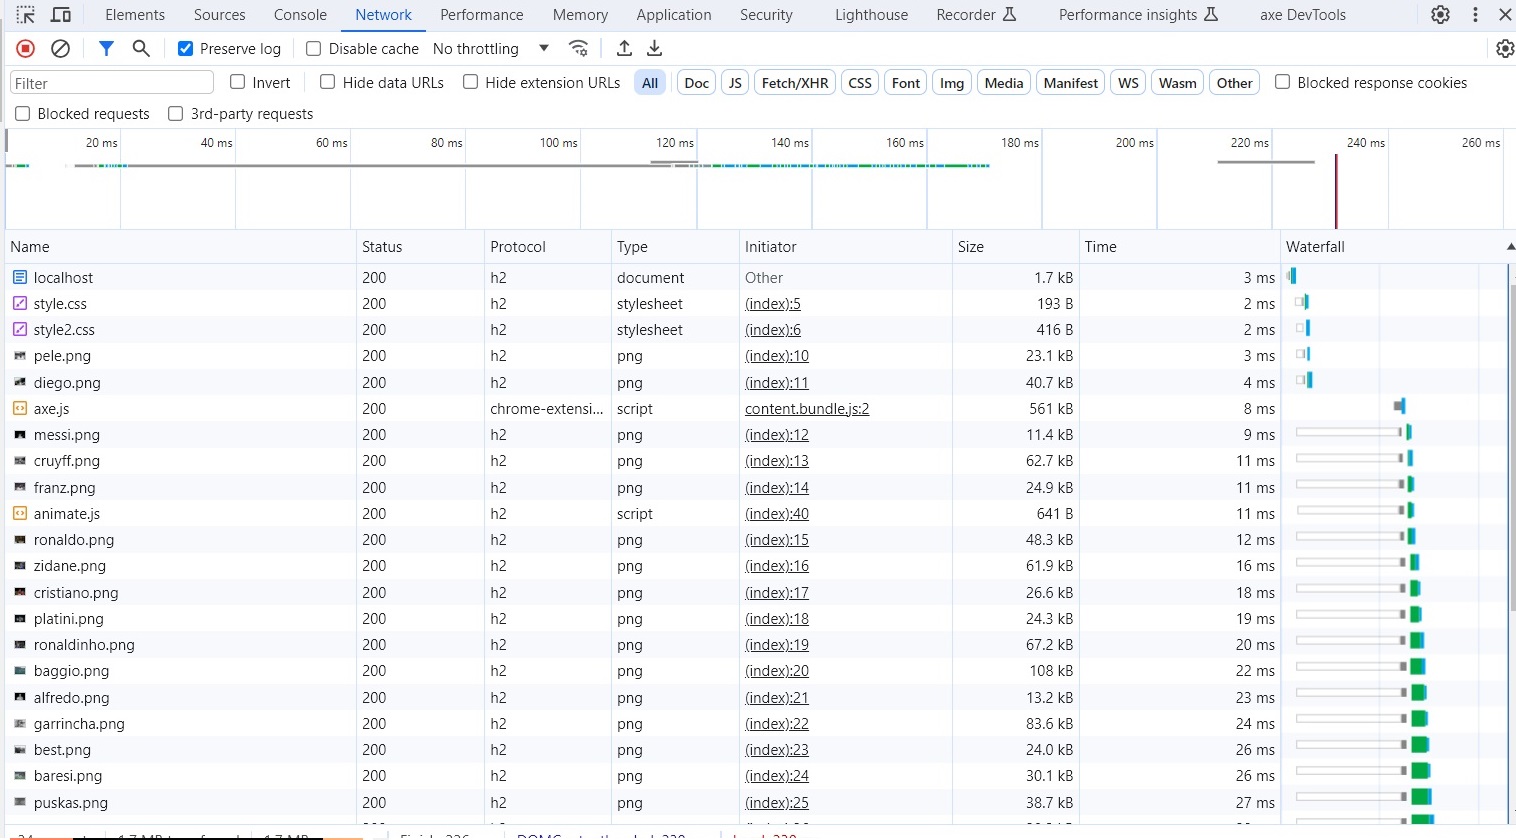 Elements Sources Console Network Performance Memory Application Security Lighthouse Recorder Performance insights axe DevTools
Preserve log Disable cache No throttling
Filter Invert Hide data URLs Hide extension URLs All Doc JS Fetch/XHR CSS Font Img Media Manifest WS Wasm Other Blocked response cookies
Blocked requests 3rd-party requests
20 ms 40 ms 60 ms 80 ms 100 ms 120 ms 140 ms 160 ms 180 ms 200 ms 220 ms 240 ms 260 ms
Name Status Protocol Type Initiator Size Time Waterfall
localhost 200 h2 document Other 1.7 kB 3 ms
style.css 200 h2 stylesheet (index):5 193 B 2 ms
style2.css 200 h2 stylesheet (index):6 416 B 2 ms
pele.png 200 h2 png (index):10 23.1 kB 3 ms
diego.png 200 h2 png (index):11 40.7 kB 4 ms
axe.js 200 chrome-extensi... script content.bundle.js:2 561 kB 8 ms
messi.png 200 h2 png (index):12 11.4 kB 9 ms
cruyff.png 200 h2 png (index):13 62.7 kB 11 ms
franz.png 200 h2 png (index):14 24.9 kB 11 ms
animate.js 200 h2 script (index):40 641 B 11 ms
ronaldo.png 200 h2 png (index):15 48.3 kB 12 ms
zidane.png 200 h2 png (index):16 61.9 kB 16 ms
cristiano.png 200 h2 png (index):17 26.6 kB 18 ms
platini.png 200 h2 png (index):18 24.3 kB 19 ms
ronaldinho.png 200 h2 png (index):19 67.2 kB 20 ms
baggio.png 200 h2 png (index):20 108 kB 22 ms
alfredo.png 200 h2 png (index):21 13.2 kB 23 ms
garrincha.png 200 h2 png (index):22 83.6 kB 24 ms
best.png 200 h2 png (index):23 24.0 kB 26 ms
baresi.png 200 h2 png (index):24 30.1 kB 26 ms
puskas.png 200 h2 png (index):25 38.7 kB 27 ms